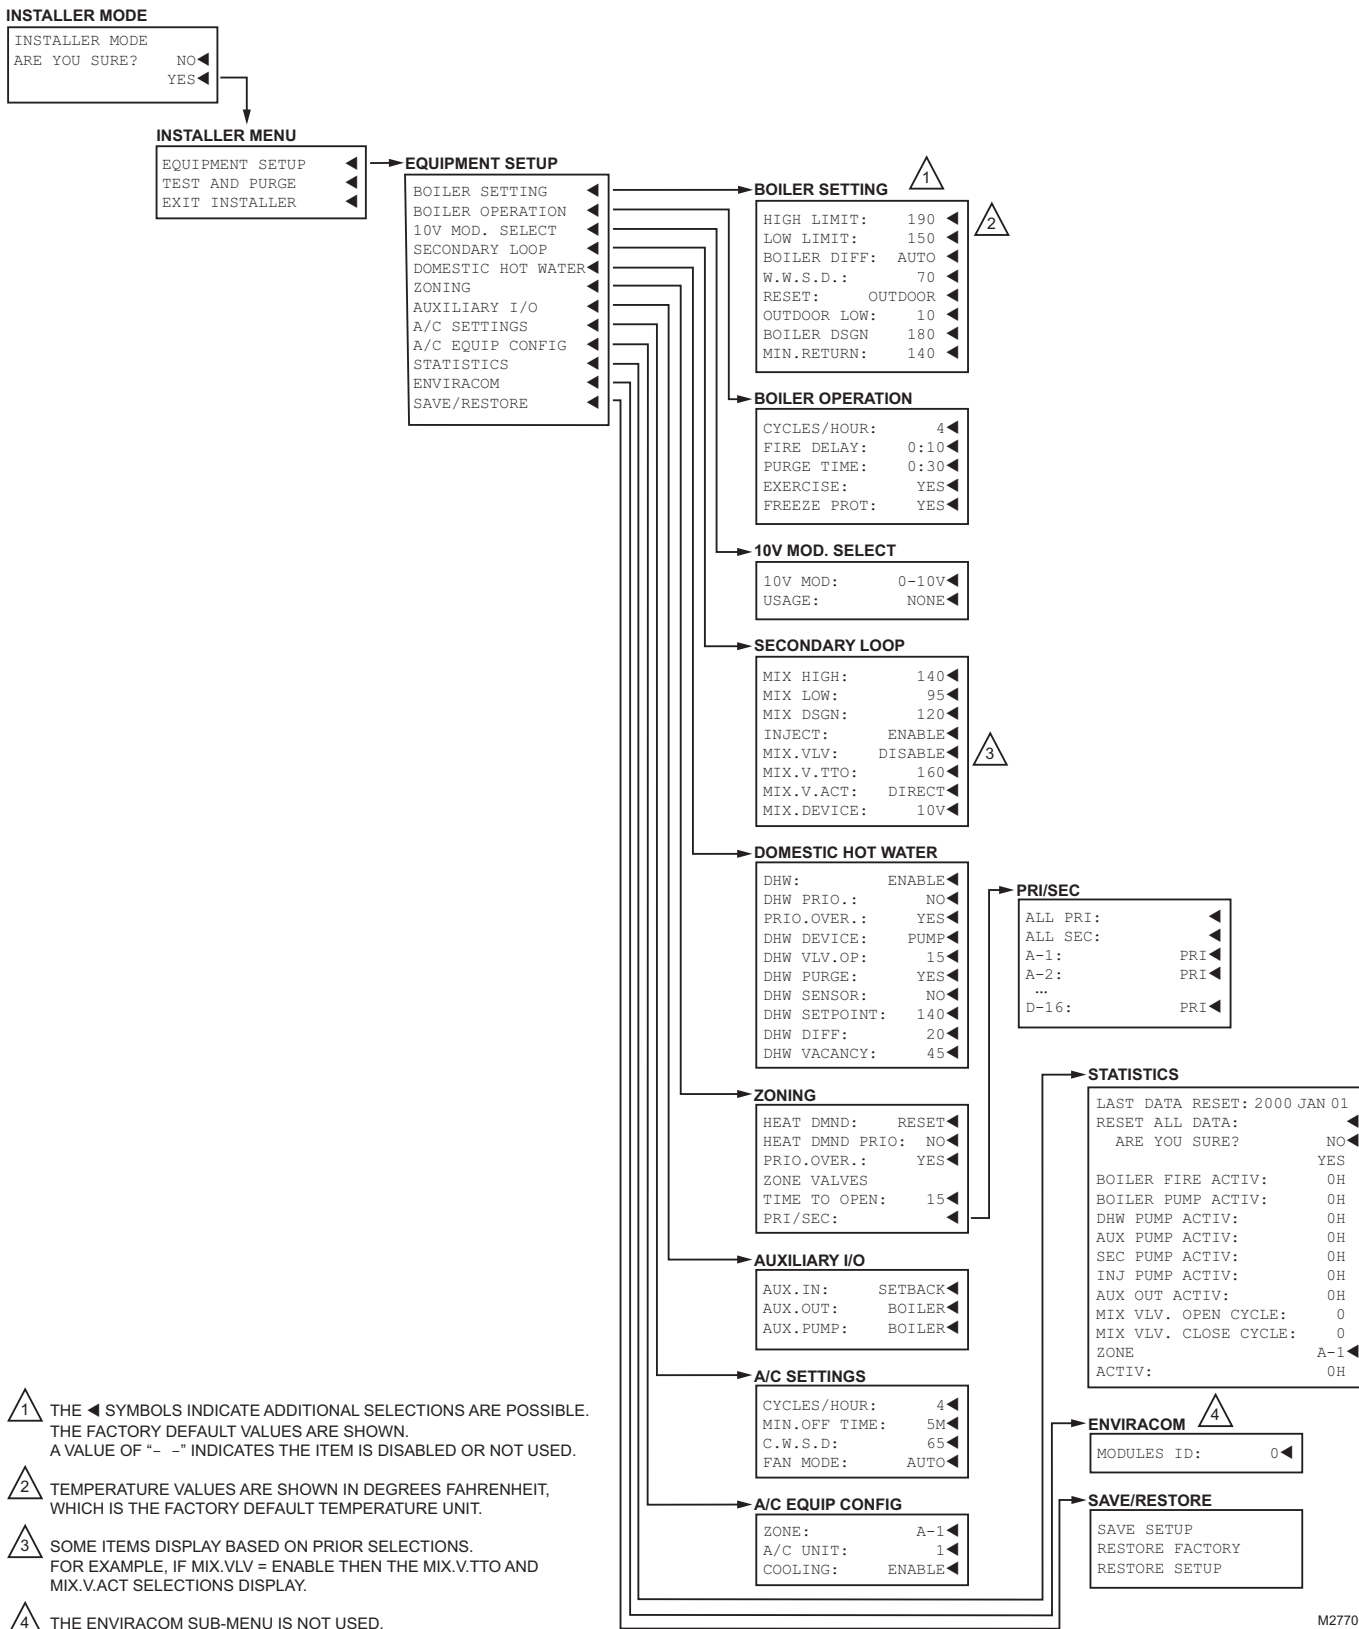 INSTALLER MODE
INSTALLER MODE
ARE YOU SURE? NO◀
YES◀
INSTALLER MENU
EQUIPMENT SETUP ◀
TEST AND PURGE ◀
EXIT INSTALLER ◀
EQUIPMENT SETUP
BOILER SETTING ◀
BOILER OPERATION ◀
10V MOD. SELECT ◀
SECONDARY LOOP ◀
DOMESTIC HOT WATER◀
ZONING ◀
AUXILIARY I/O ◀
A/C SETTINGS ◀
A/C EQUIP CONFIG ◀
STATISTICS ◀
ENVIRACOM ◀
SAVE/RESTORE ◀
BOILER SETTING 1
HIGH LIMIT: 190 ◀ 2
LOW LIMIT: 150 ◀
BOILER DIFF: AUTO ◀
W.W.S.D.: 70 ◀
RESET: OUTDOOR ◀
OUTDOOR LOW: 10 ◀
BOILER DSGN 180 ◀
MIN.RETURN: 140 ◀
BOILER OPERATION
CYCLES/HOUR: 4◀
FIRE DELAY: 0:10◀
PURGE TIME: 0:30◀
EXERCISE: YES◀
FREEZE PROT: YES◀
10V MOD. SELECT
10V MOD: 0-10V◀
USAGE: NONE◀
SECONDARY LOOP
MIX HIGH: 140◀
MIX LOW: 95◀
MIX DSGN: 120◀
INJECT: ENABLE◀
MIX.VLV: DISABLE◀ 3
MIX.V.TTO: 160◀
MIX.V.ACT: DIRECT◀
MIX.DEVICE: 10V◀
DOMESTIC HOT WATER
DHW: ENABLE◀
DHW PRIO.: NO◀
PRIO.OVER.: YES◀
DHW DEVICE: PUMP◀
DHW VLV.OP: 15◀
DHW PURGE: YES◀
DHW SENSOR: NO◀
DHW SETPOINT: 140◀
DHW DIFF: 20◀
DHW VACANCY: 45◀
PRI/SEC
ALL PRI: ◀
ALL SEC: ◀
A-1: PRI◀
A-2: PRI◀
...
D-16: PRI◀
ZONING
HEAT DMND: RESET◀
HEAT DMND PRIO: NO◀
PRIO.OVER.: YES◀
ZONE VALVES
TIME TO OPEN: 15◀
PRI/SEC: ◀
AUXILIARY I/O
AUX.IN: SETBACK◀
AUX.OUT: BOILER◀
AUX.PUMP: BOILER◀
A/C SETTINGS
CYCLES/HOUR: 4◀
MIN.OFF TIME: 5M◀
C.W.S.D: 65◀
FAN MODE: AUTO◀
A/C EQUIP CONFIG
ZONE: A-1◀
A/C UNIT: 1◀
COOLING: ENABLE◀
STATISTICS
LAST DATA RESET: 2000 JAN 01
RESET ALL DATA: ◀
ARE YOU SURE? NO◀
YES
BOILER FIRE ACTIV: 0H
BOILER PUMP ACTIV: 0H
DHW PUMP ACTIV: 0H
AUX PUMP ACTIV: 0H
SEC PUMP ACTIV: 0H
INJ PUMP ACTIV: 0H
AUX OUT ACTIV: 0H
MIX VLV. OPEN CYCLE: 0
MIX VLV. CLOSE CYCLE: 0
ZONE A-1◀
ACTIV: 0H
ENVIRACOM 4
MODULES ID: 0◀
SAVE/RESTORE
SAVE SETUP
RESTORE FACTORY
RESTORE SETUP
1 THE ◀ SYMBOLS INDICATE ADDITIONAL SELECTIONS ARE POSSIBLE.
THE FACTORY DEFAULT VALUES ARE SHOWN.
A VALUE OF "– –" INDICATES THE ITEM IS DISABLED OR NOT USED.
2 TEMPERATURE VALUES ARE SHOWN IN DEGREES FAHRENHEIT,
WHICH IS THE FACTORY DEFAULT TEMPERATURE UNIT.
3 SOME ITEMS DISPLAY BASED ON PRIOR SELECTIONS.
FOR EXAMPLE, IF MIX.VLV = ENABLE THEN THE MIX.V.TTO AND
MIX.V.ACT SELECTIONS DISPLAY.
4 THE ENVIRACOM SUB-MENU IS NOT USED.
M2770